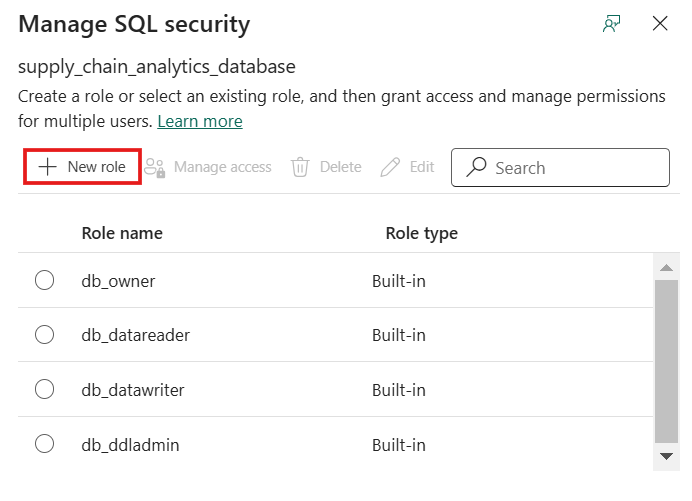 Manage SQL security
supply_chain_analytics_database
Create a role or select an existing role, and then grant access and manage permissions
for multiple users. Learn more
New role Manage access Delete Edit Search
Role name Role type
db_owner Built-in
db_datareader Built-in
db_datawriter Built-in
db_ddladmin Built-in